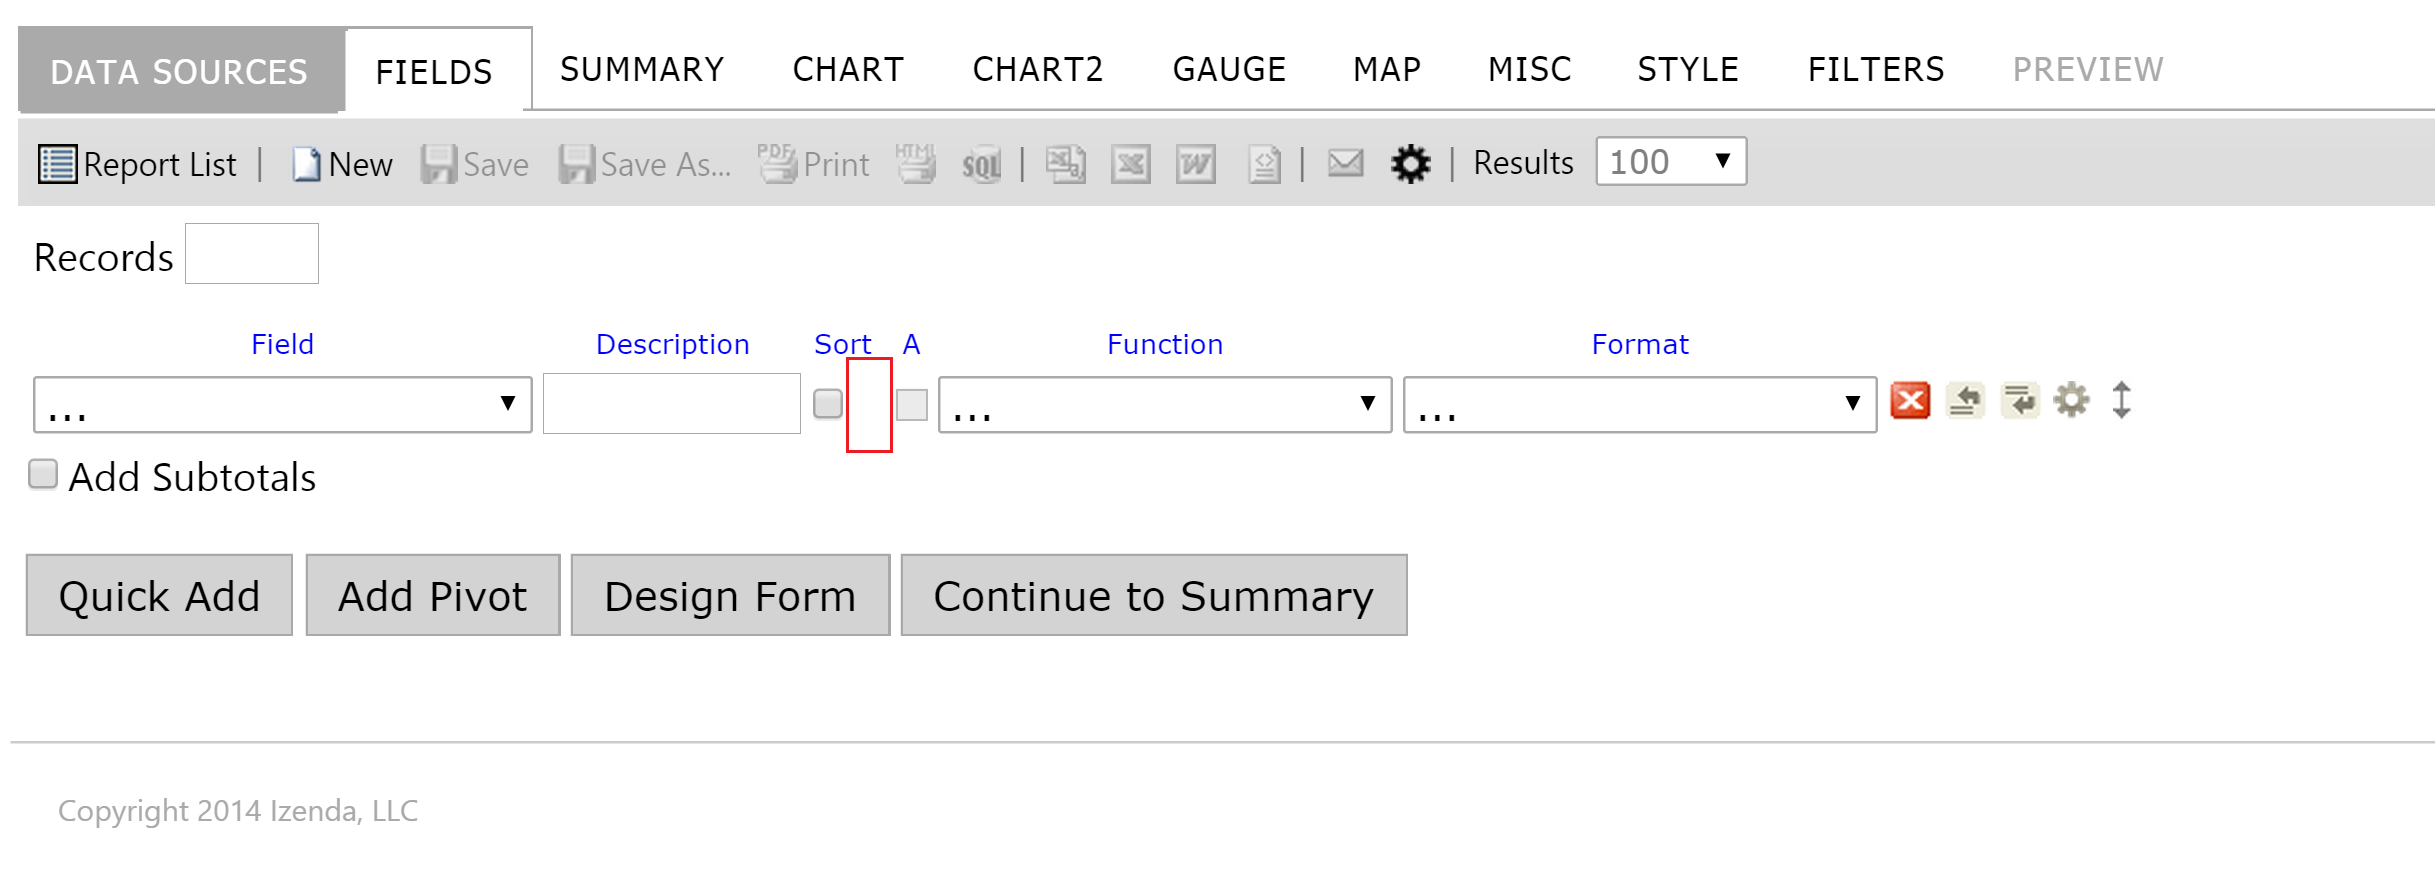 DATA SOURCES FIELDS SUMMARY CHART CHART2 GAUGE MAP MISC STYLE FILTERS PREVIEW
Report List | New Save Save As... PDF Print HTML SQL | | | Results 100
Records
Field Description Sort A Function Format
... ... ...
Add Subtotals
Quick Add Add Pivot Design Form Continue to Summary
Copyright 2014 Izenda, LLC